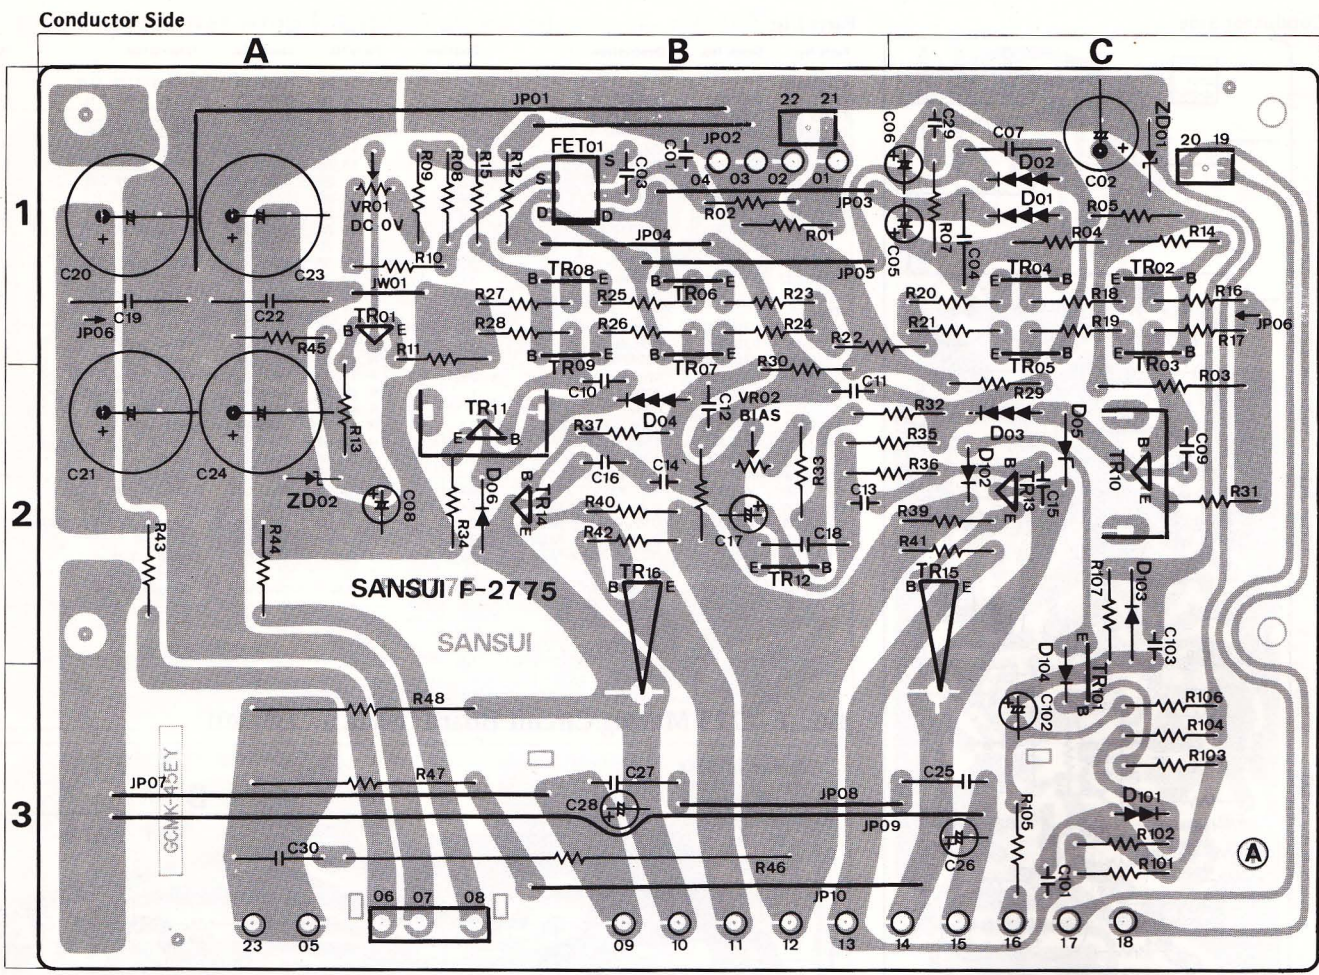 Conductor Side
A B C
JP01
22 21
JP02
FET01
S
S
D D
C03
C01
04 03 02 01
C06
C29
C07
D02
C02
ZD01
20 19
1
R09
R08
R15
R12
VR01
DC 0V
R02
JP03
R01
D01
R05
C20
C23
R10
JP04
JP05
C05
R07
C04
R04
R14
JW01
TR08
B E
TR06
B E
TR04
E B
TR02
E B
C19
C22
R27
R25
R23
R20
R18
R16
JP06
TR01
B E
R28
R26
R24
R21
R19
R17
JP06
R45
R11
R22
TR09
B E
TR07
B E
R30
TR05
E B
TR03
E B
C10
C11
R29
R03
D04
C12
VR02
BIAS
R32
D03
D05
TR11
E B
R37
R35
C21
C24
R13
C16
C14
R33
R36
D102
TR13
B
E
C15
TR10
B
E
C09
2
ZD02
C08
R34
D06
TR14
B
E
R40
C17
C13
R39
R31
R43
R44
R42
C18
R41
TR12
B E
SANSUI F-2775
SANSUI
TR16
B E
TR15
B E
R107
D103
C103
D104
TR101
E
B
R48
C102
R106
R104
R103
3
GCMK-45EY
JP07
R47
C27
C28
JP08
C25
JP09
C26
R105
D101
R102
R101
C101
A
C30
R46
JP10
06 07 08
23 05 09 10 11 12 13 14 15 16 17 18